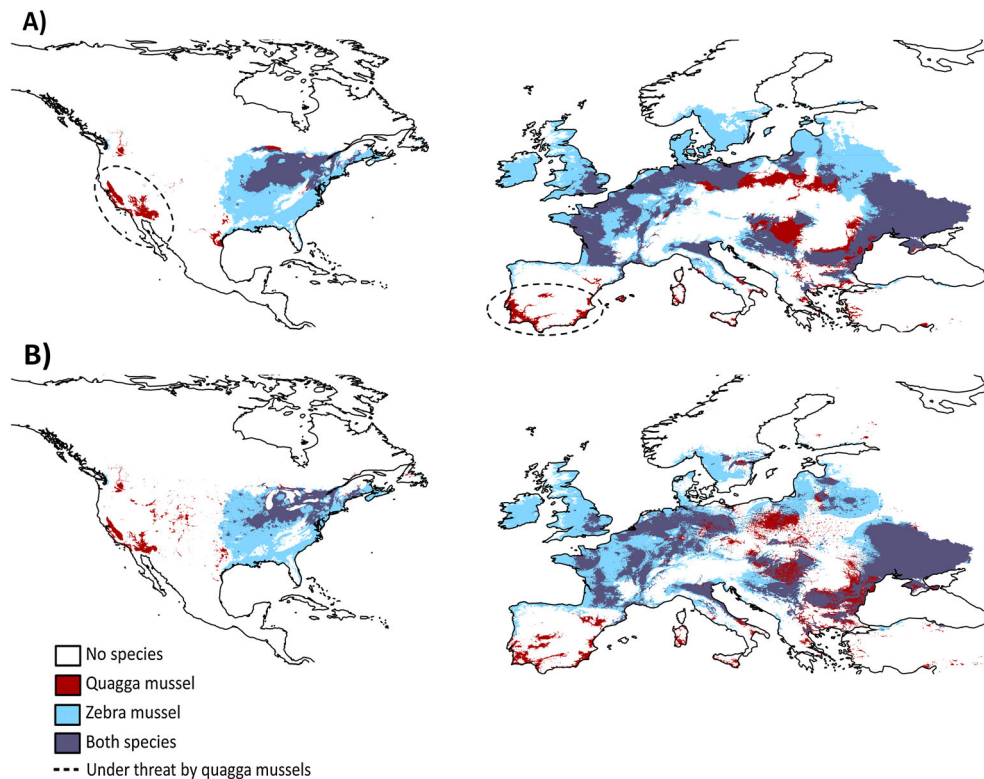 A)
B)
No species
Quagga mussel
Zebra mussel
Both species
Under threat by quagga mussels